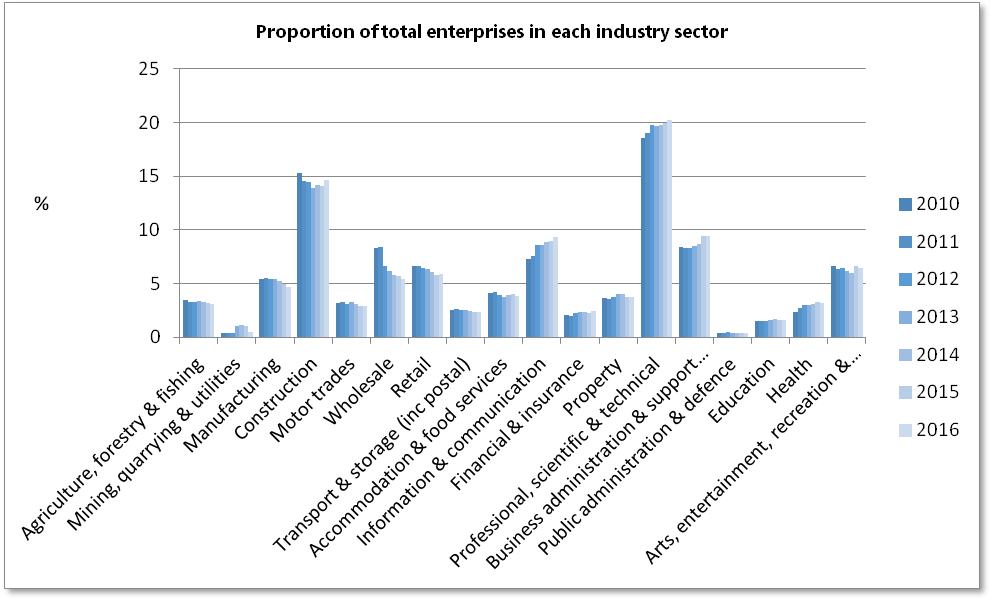 Proportion of total enterprises in each industry sector
25
20
15
10
5
0
%
Agriculture, forestry & fishing
Mining, quarrying & utilities
Manufacturing
Construction
Motor trades
Wholesale
Retail
Transport & storage (inc postal)
Accommodation & food services
Information & communication
Financial & insurance
Property
Professional, scientific & technical
Business administration & support...
Public administration & defence
Education
Health
Arts, entertainment, recreation &...
2010
2011
2012
2013
2014
2015
2016